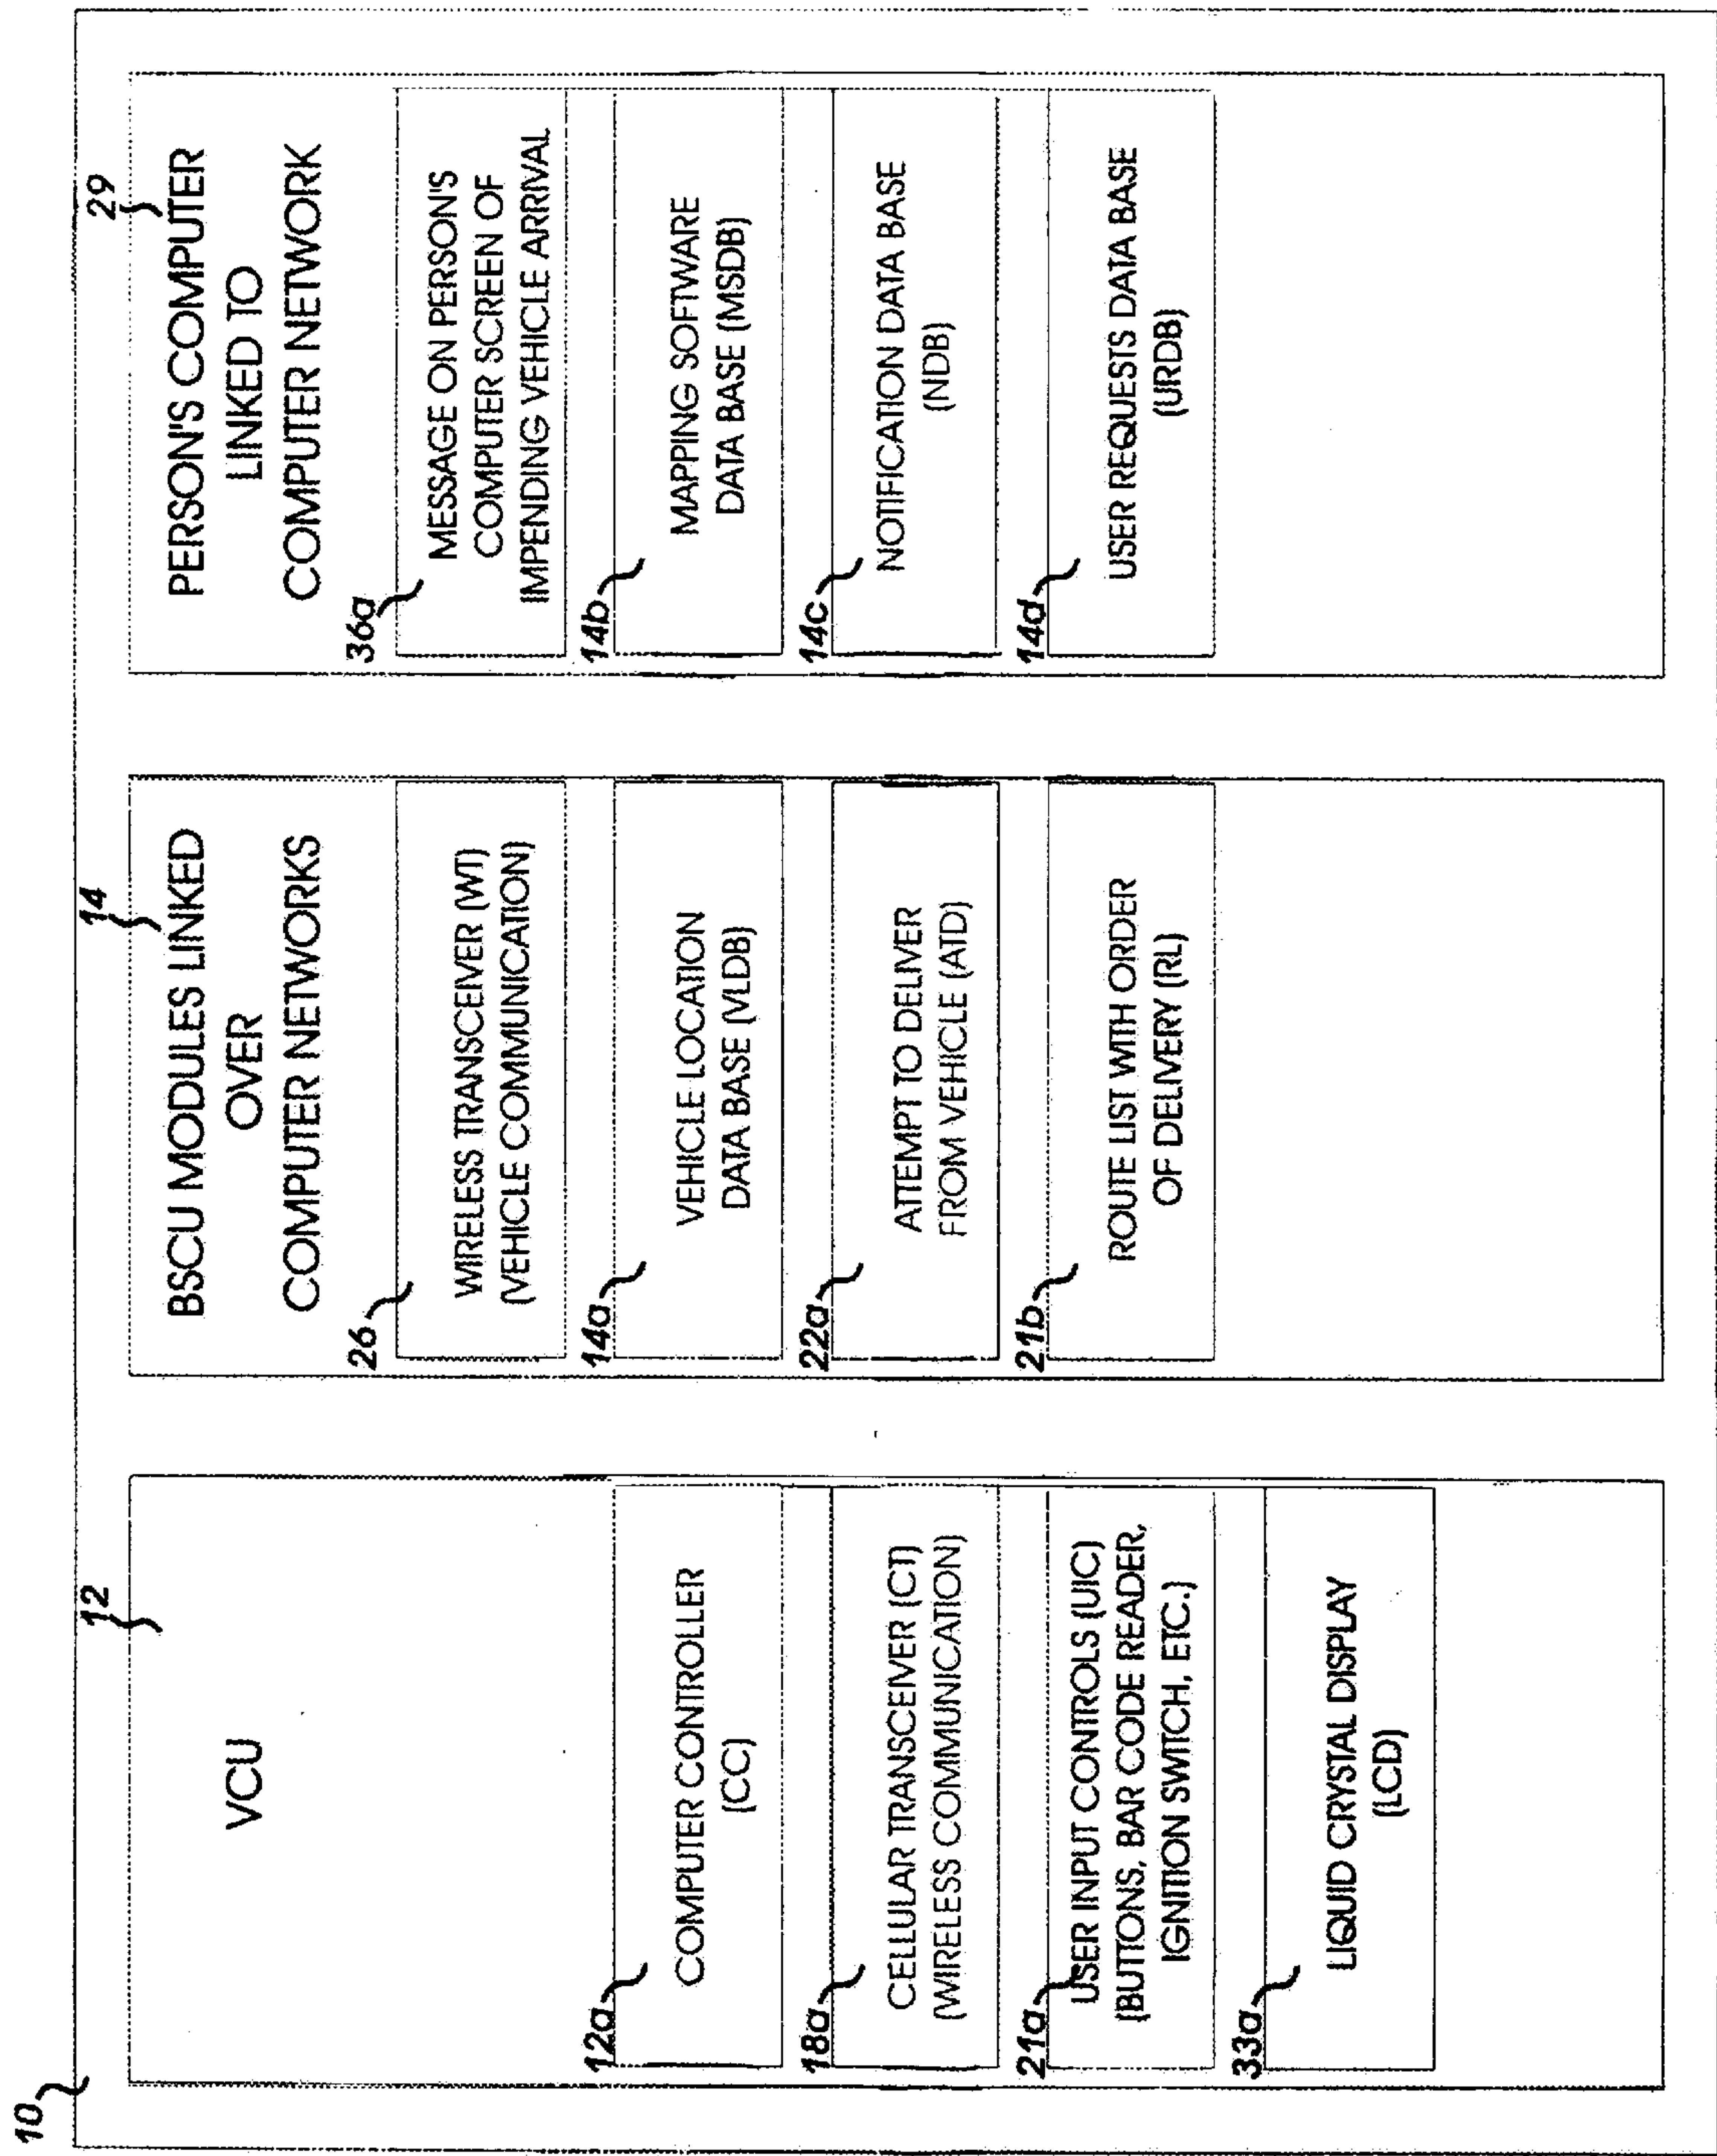 10
12
VCU
12a
COMPUTER CONTROLLER
(CC)
18a
CELLULAR TRANSCEIVER (CT)
(WIRELESS COMMUNICATION)
21a
USER INPUT CONTROLS (UIC)
(BUTTONS, BAR CODE READER,
IGNITION SWITCH, ETC.)
33a
LIQUID CRYSTAL DISPLAY
(LCD)
14
BSCU MODULES LINKED
OVER
COMPUTER NETWORKS
26
WIRELESS TRANSCEIVER (WT)
(VEHICLE COMMUNICATION)
14a
VEHICLE LOCATION
DATA BASE (VLDB)
22a
ATTEMPT TO DELIVER
FROM VEHICLE (ATD)
21b
ROUTE LIST WITH ORDER
OF DELIVERY (RL)
29
PERSON'S COMPUTER
LINKED TO
COMPUTER NETWORK
36a
MESSAGE ON PERSON'S
COMPUTER SCREEN OF
IMPENDING VEHICLE ARRIVAL
14b
MAPPING SOFTWARE
DATA BASE (MSDB)
14c
NOTIFICATION DATA BASE
(NDB)
14d
USER REQUESTS DATA BASE
(URDB)